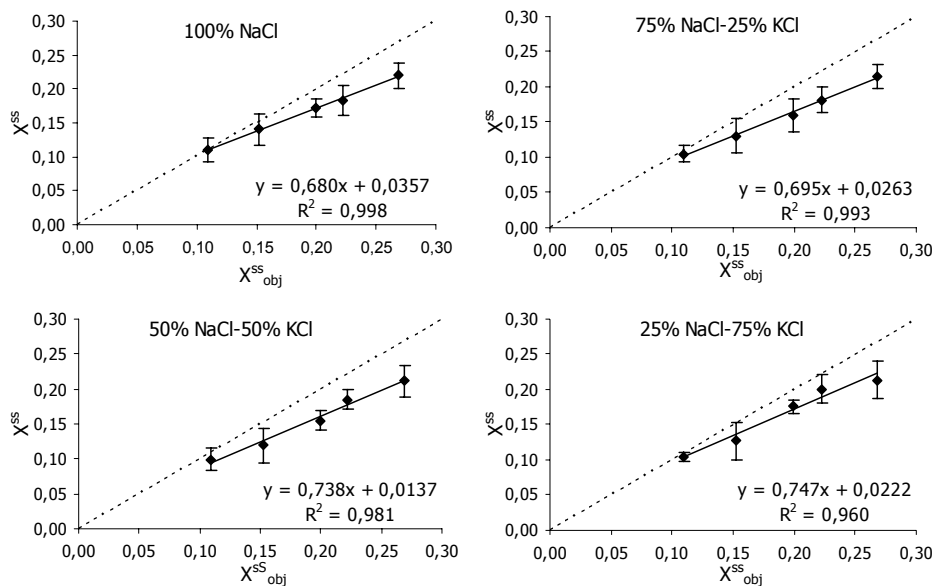 0,30
0,25
0,20
0,15
0,10
0,05
0,00
X^ss
100% NaCl
y = 0,680x + 0,0357
R² = 0,998
0,00 0,05 0,10 0,15 0,20 0,25 0,30
X^ss_obj
0,30
0,25
0,20
0,15
0,10
0,05
0,00
X^ss
75% NaCl-25% KCl
y = 0,695x + 0,0263
R² = 0,993
0,00 0,05 0,10 0,15 0,20 0,25 0,30
X^ss_obj
0,30
0,25
0,20
0,15
0,10
0,05
0,00
X^ss
50% NaCl-50% KCl
y = 0,738x + 0,0137
R² = 0,981
0,00 0,05 0,10 0,15 0,20 0,25 0,30
X^sS_obj
0,30
0,25
0,20
0,15
0,10
0,05
0,00
X^ss
25% NaCl-75% KCl
y = 0,747x + 0,0222
R² = 0,960
0,00 0,05 0,10 0,15 0,20 0,25 0,30
X^ss_obj